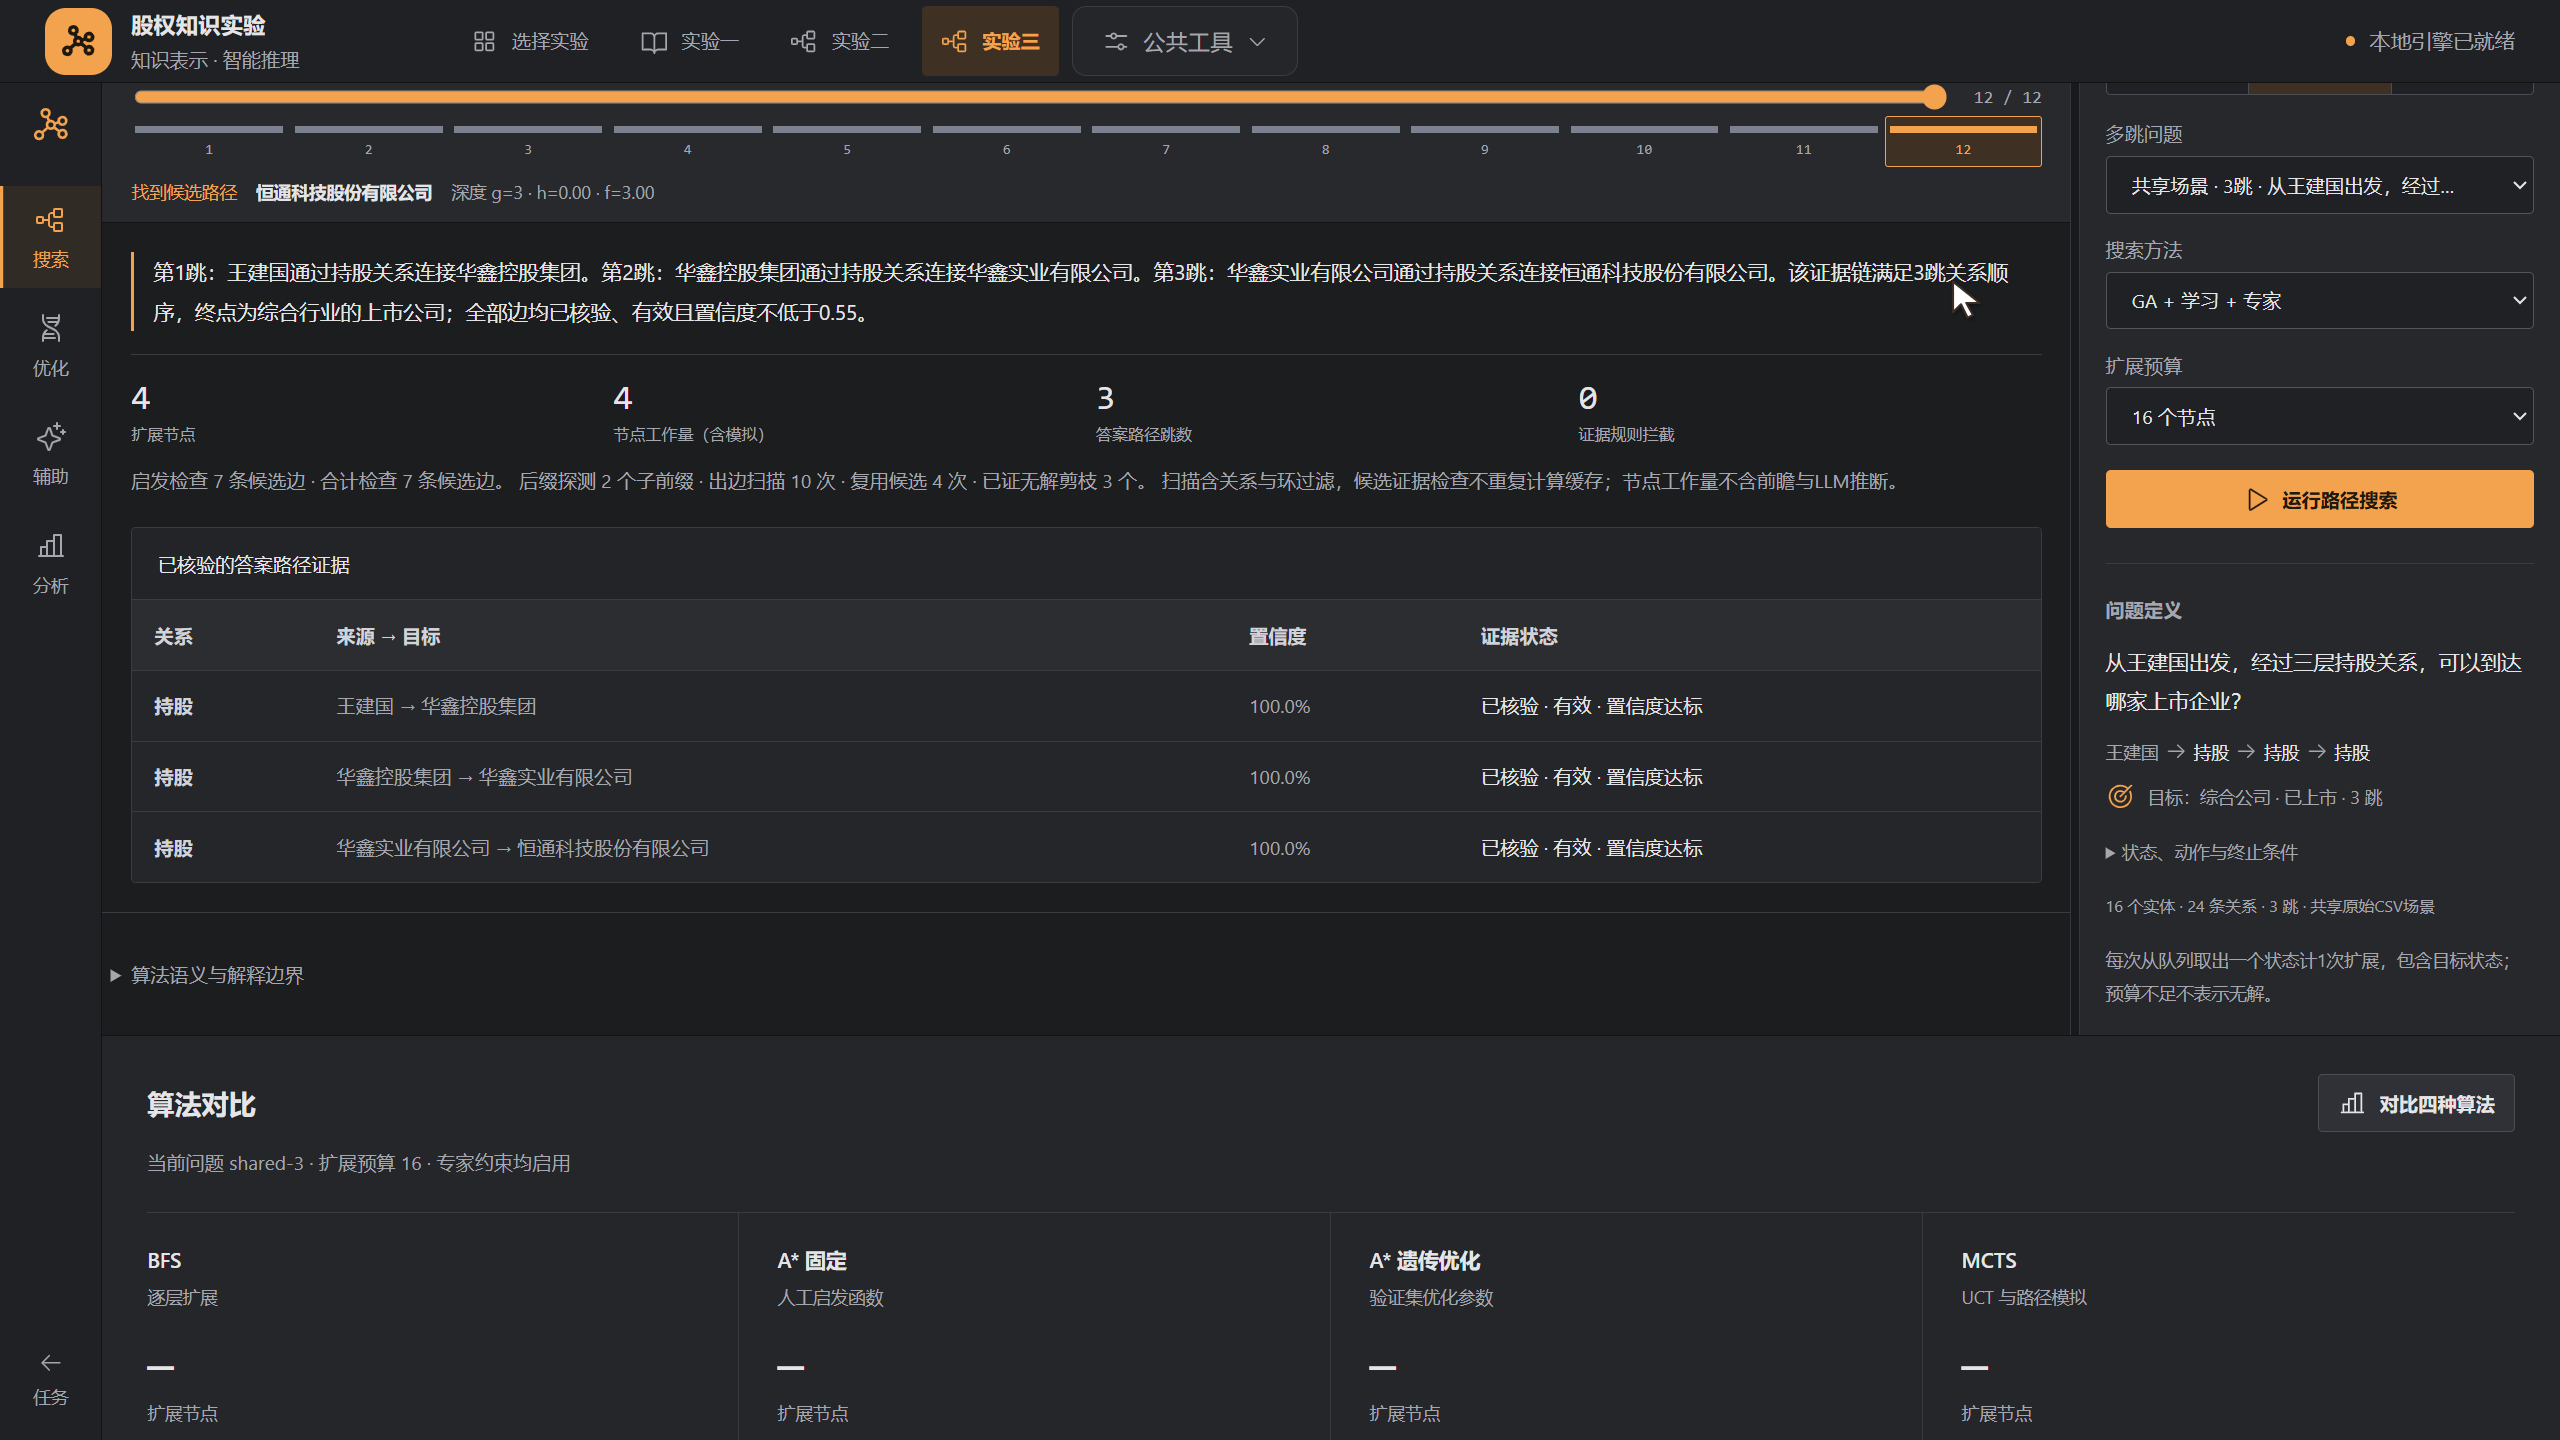 股权知识实验
知识表示 · 智能推理
选择实验
实验一
实验二
实验三
公共工具
本地引擎已就绪
搜索
优化
辅助
分析
任务
12 / 12
1 2 3 4 5 6 7 8 9 10 11 12
找到候选路径 恒通科技股份有限公司 深度 g=3 · h=0.00 · f=3.00
第1跳：王建国通过持股关系连接华鑫控股集团。第2跳：华鑫控股集团通过持股关系连接华鑫实业有限公司。第3跳：华鑫实业有限公司通过持股关系连接恒通科技股份有限公司。该证据链满足3跳关系顺
序，终点为综合行业的上市公司；全部边均已核验、有效且置信度不低于0.55。
4
扩展节点
4
节点工作量（含模拟）
3
答案路径跳数
0
证据规则拦截
启发检查 7 条候选边 · 合计检查 7 条候选边。 后缀探测 2 个子前缀 · 出边扫描 10 次 · 复用候选 4 次 · 已证无解剪枝 3 个。 扫描含关系与环过滤，候选证据检查不重复计算缓存；节点工作量不含前瞻与LLM推断。
已核验的答案路径证据
关系 来源 → 目标 置信度 证据状态
持股 王建国 → 华鑫控股集团 100.0% 已核验 · 有效 · 置信度达标
持股 华鑫控股集团 → 华鑫实业有限公司 100.0% 已核验 · 有效 · 置信度达标
持股 华鑫实业有限公司 → 恒通科技股份有限公司 100.0% 已核验 · 有效 · 置信度达标
算法语义与解释边界
多跳问题
共享场景 · 3跳 · 从王建国出发，经过...
搜索方法
GA + 学习 + 专家
扩展预算
16 个节点
运行路径搜索
问题定义
从王建国出发，经过三层持股关系，可以到达
哪家上市企业？
王建国 → 持股 → 持股 → 持股
目标：综合公司 · 已上市 · 3 跳
状态、动作与终止条件
16 个实体 · 24 条关系 · 3 跳 · 共享原始CSV场景
每次从队列取出一个状态计1次扩展，包含目标状态；
预算不足不表示无解。
算法对比
对比四种算法
当前问题 shared-3 · 扩展预算 16 · 专家约束均启用
BFS
逐层扩展
—
扩展节点
A* 固定
人工启发函数
—
扩展节点
A* 遗传优化
验证集优化参数
—
扩展节点
MCTS
UCT 与路径模拟
—
扩展节点